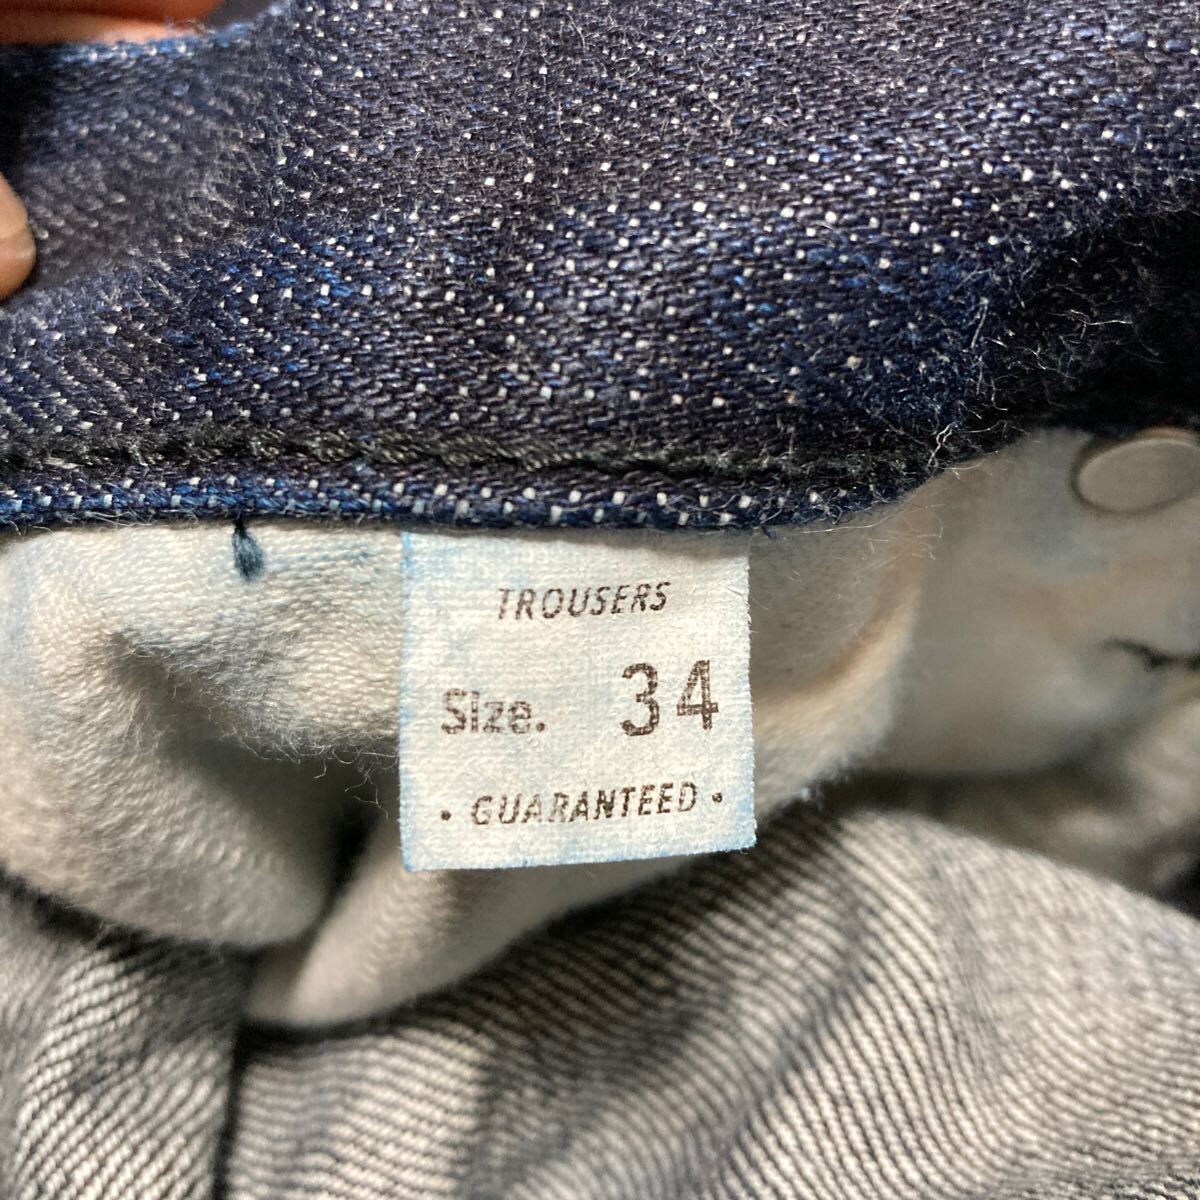 TROUSERS
Size. 34
• GUARANTEED •